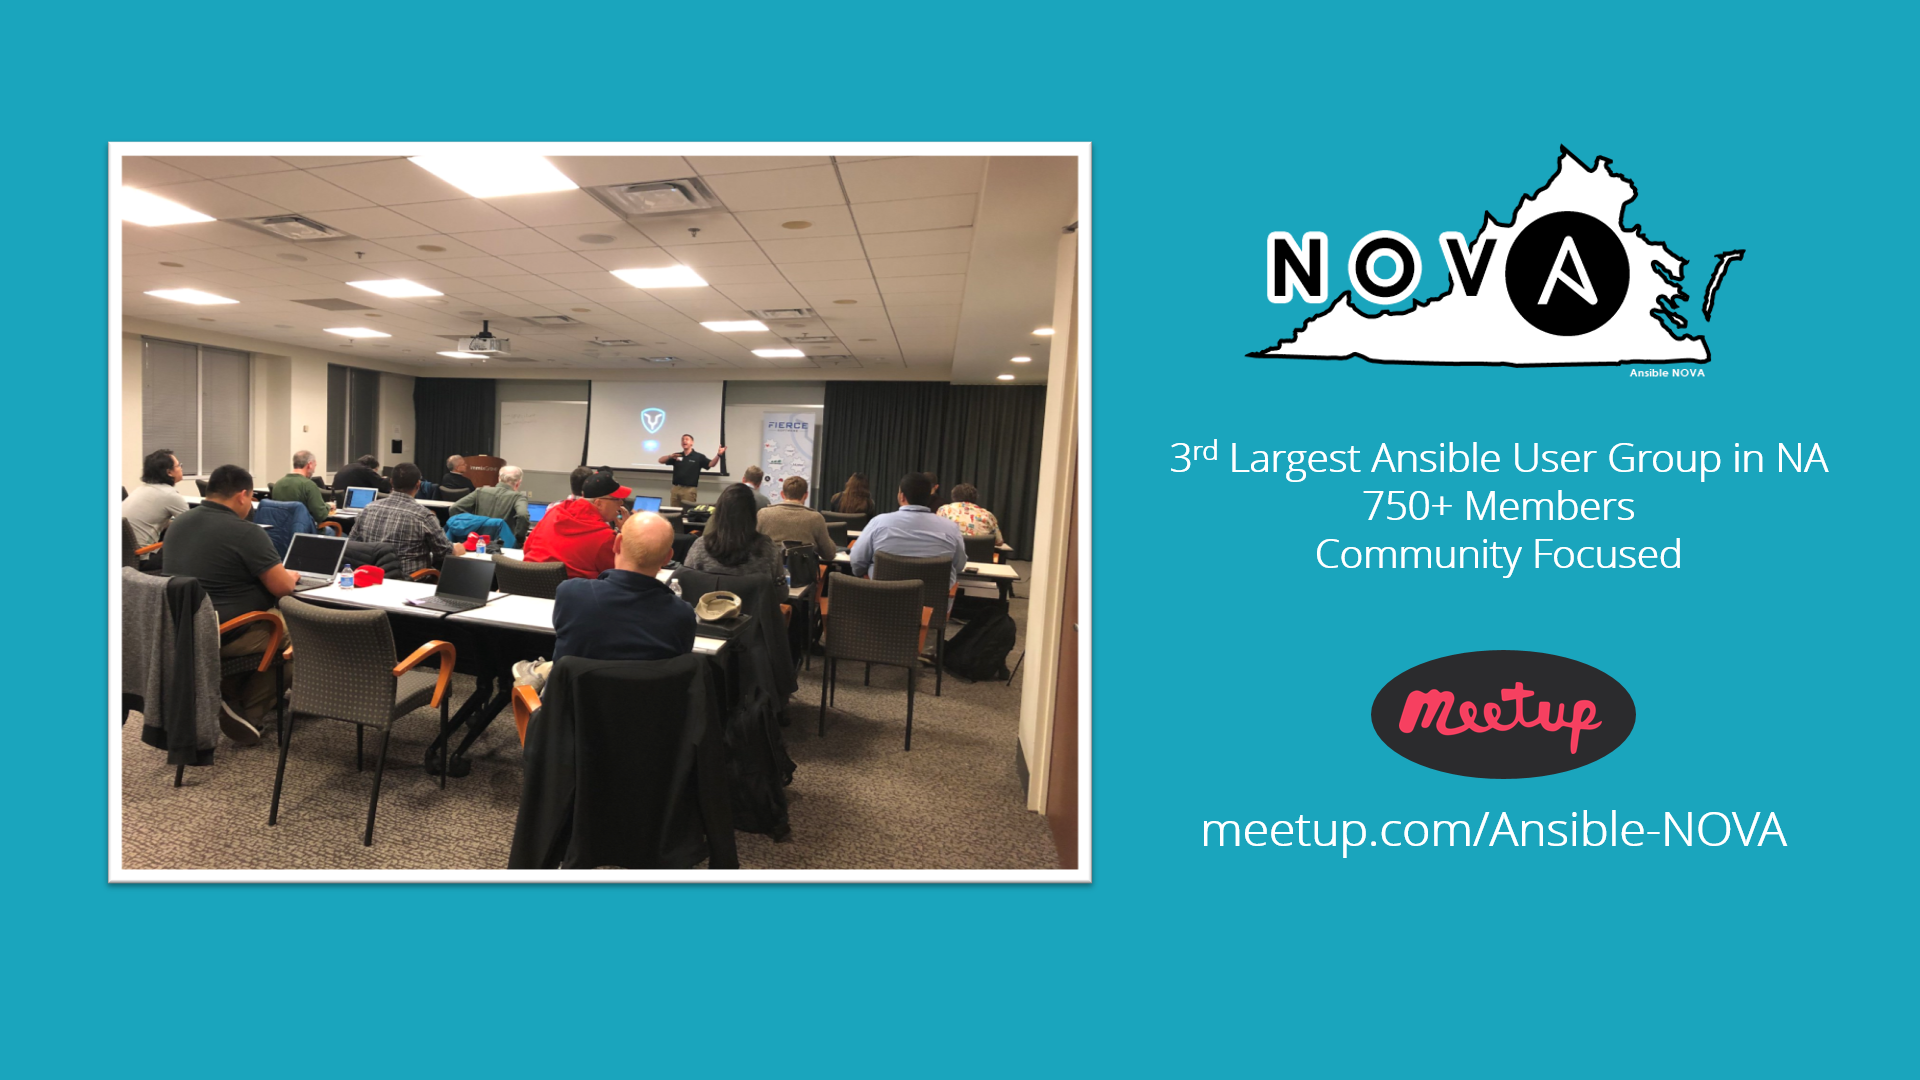 FIERCE
NOVA
Ansible NOVA
3rd Largest Ansible User Group in NA
750+ Members
Community Focused
meetup
meetup.com/Ansible-NOVA